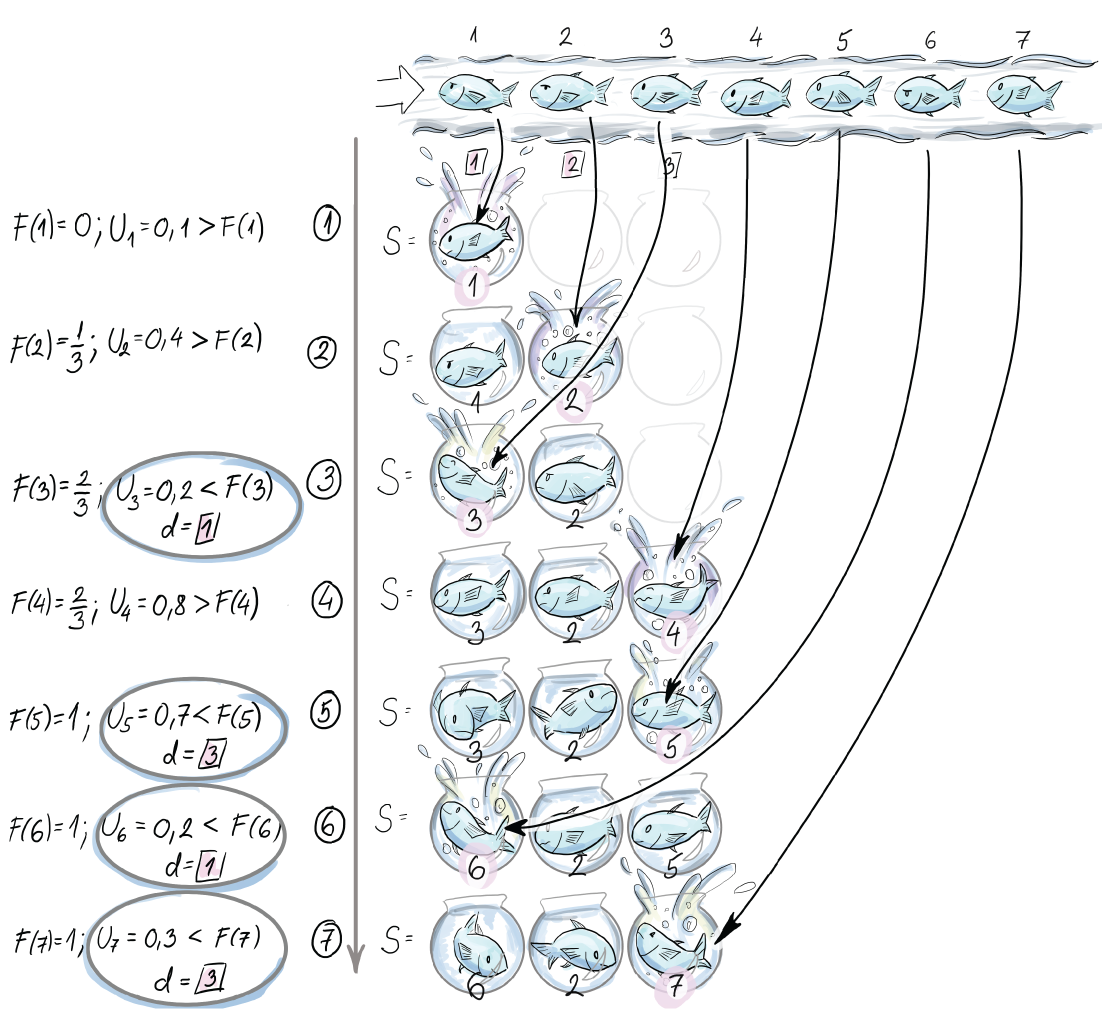 1 2 3 4 5 6 7
1 2 3
F(1)=0; U₁=0,1>F(1) ① S=
1
F(2)=1/3; U₂=0,4>F(2) ② S=
1 2
F(3)=2/3; U₃=0,2<F(3) ③ S=
d=1
3 2
F(4)=2/3; U₄=0,8>F(4) ④ S=
3 2 4
F(5)=1; U₅=0,7<F(5) ⑤ S=
d=3
3 2 5
F(6)=1; U₆=0,2<F(6) ⑥ S=
d=1
6 2 5
F(7)=1; U₇=0,3<F(7) ⑦ S=
d=3
6 2 7